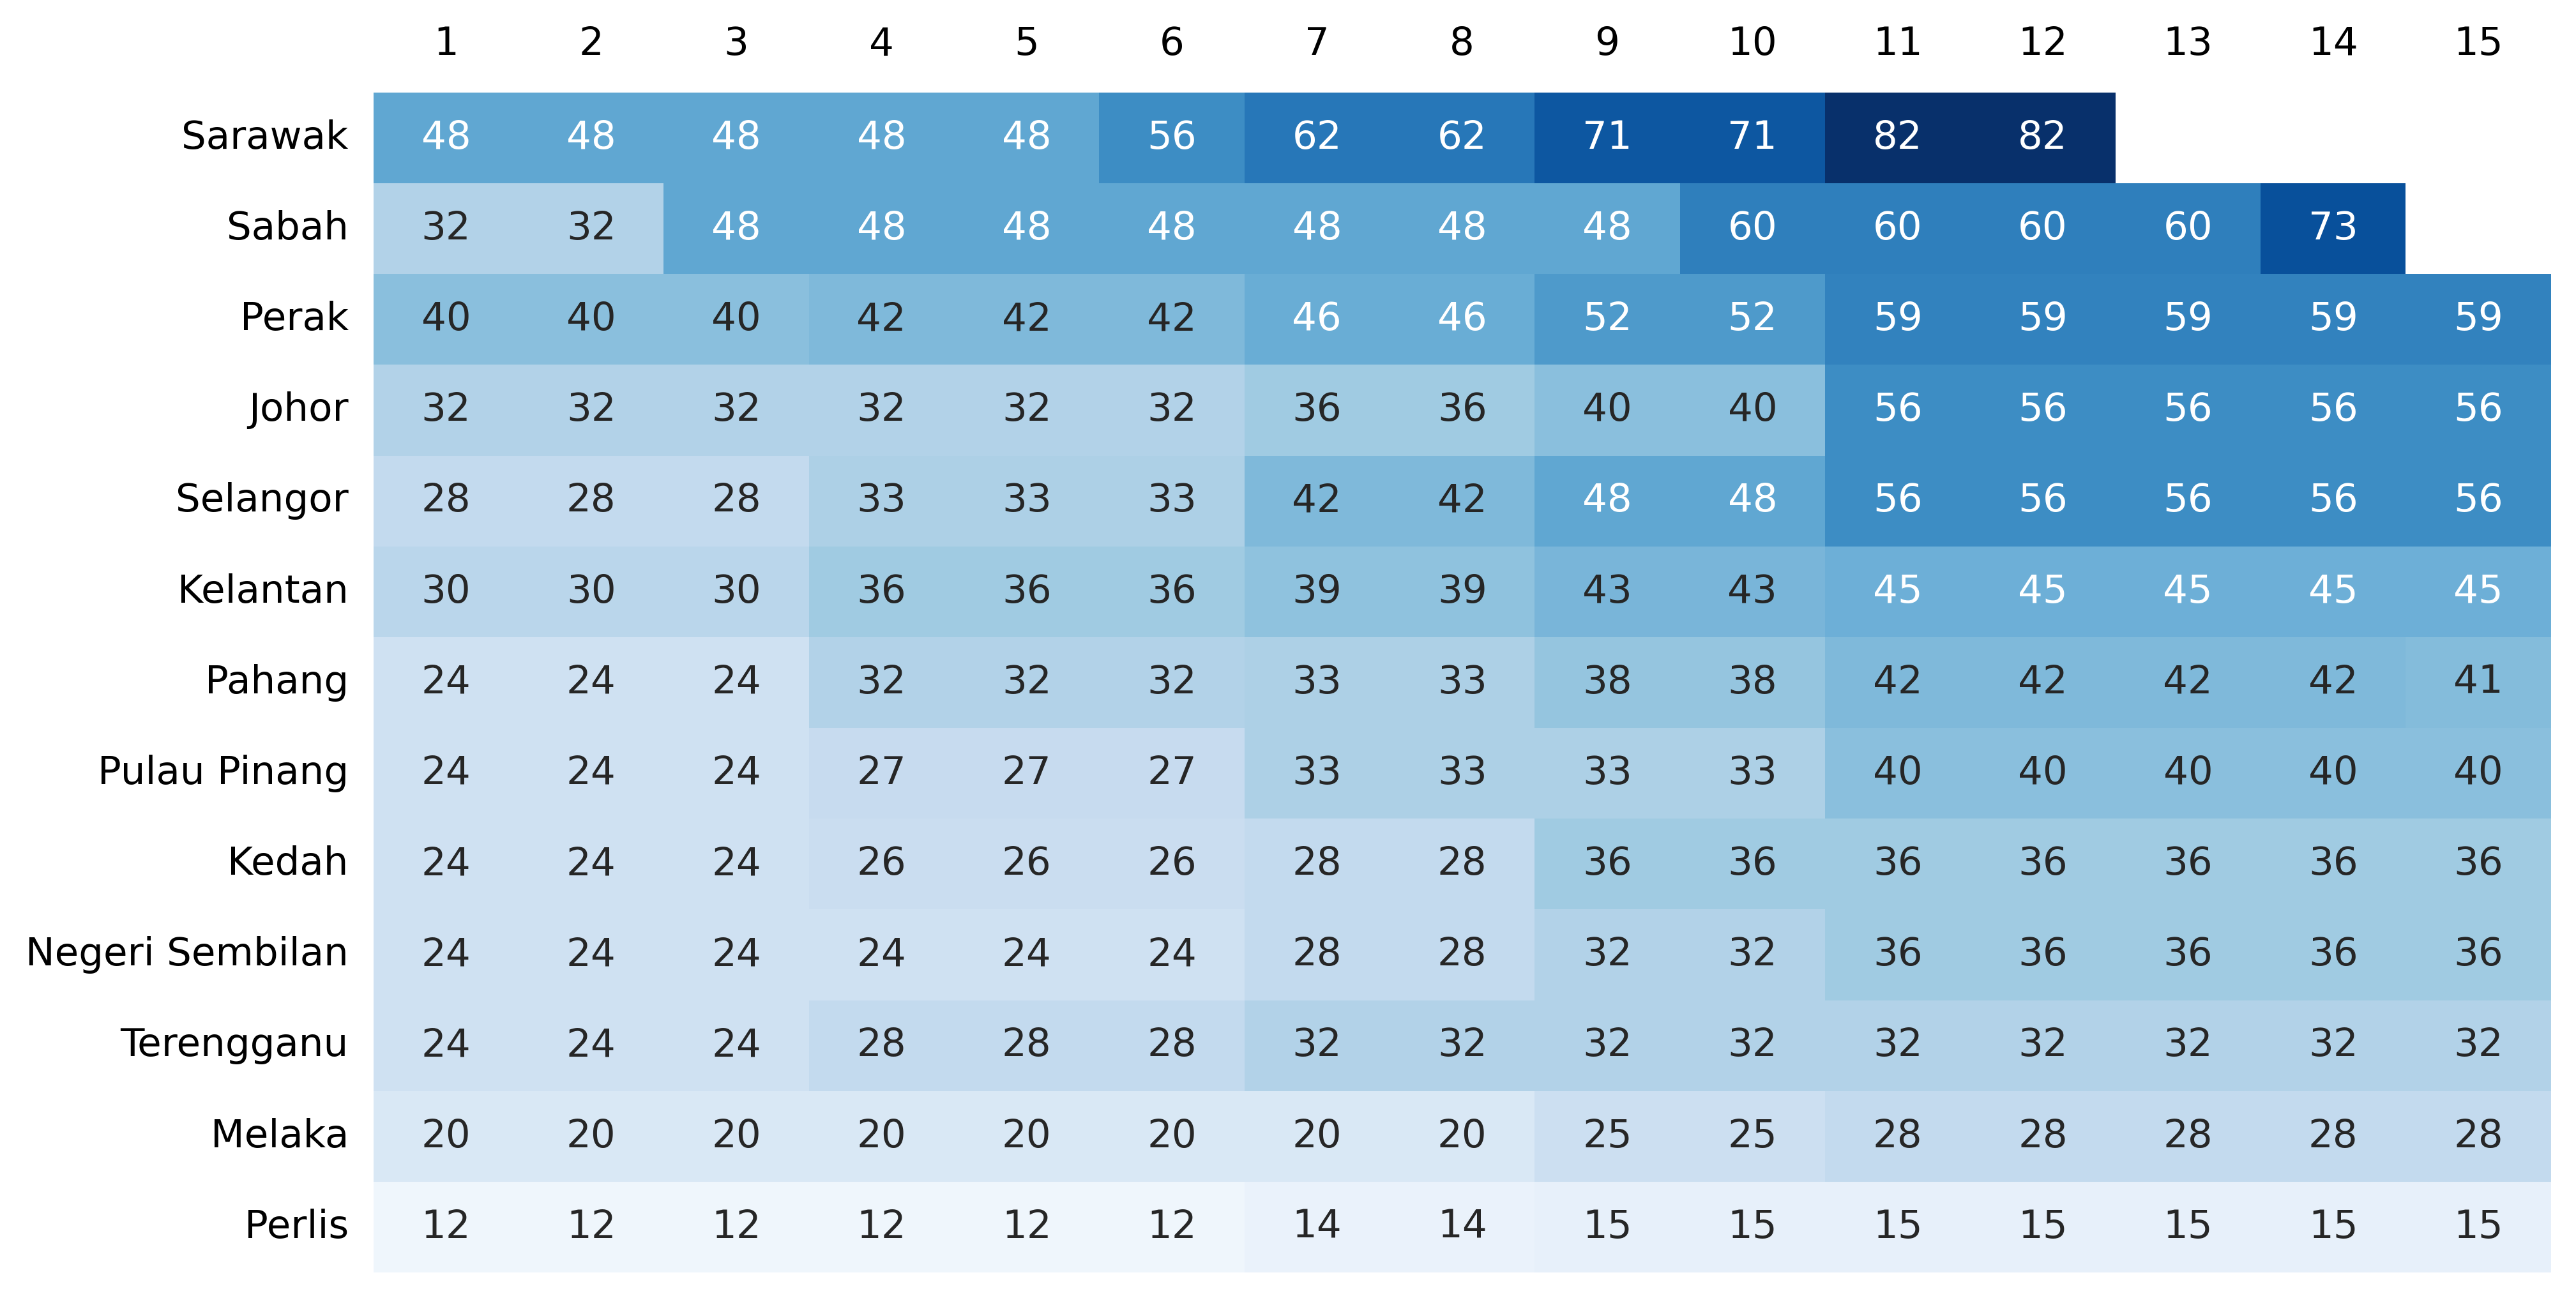 1 2 3 4 5 6 7 8 9 10 11 12 13 14 15
Sarawak 48 48 48 48 48 56 62 62 71 71 82 82
Sabah 32 32 48 48 48 48 48 48 48 60 60 60 60 73
Perak 40 40 40 42 42 42 46 46 52 52 59 59 59 59 59
Johor 32 32 32 32 32 32 36 36 40 40 56 56 56 56 56
Selangor 28 28 28 33 33 33 42 42 48 48 56 56 56 56 56
Kelantan 30 30 30 36 36 36 39 39 43 43 45 45 45 45 45
Pahang 24 24 24 32 32 32 33 33 38 38 42 42 42 42 41
Pulau Pinang 24 24 24 27 27 27 33 33 33 33 40 40 40 40 40
Kedah 24 24 24 26 26 26 28 28 36 36 36 36 36 36 36
Negeri Sembilan 24 24 24 24 24 24 28 28 32 32 36 36 36 36 36
Terengganu 24 24 24 28 28 28 32 32 32 32 32 32 32 32 32
Melaka 20 20 20 20 20 20 20 20 25 25 28 28 28 28 28
Perlis 12 12 12 12 12 12 14 14 15 15 15 15 15 15 15